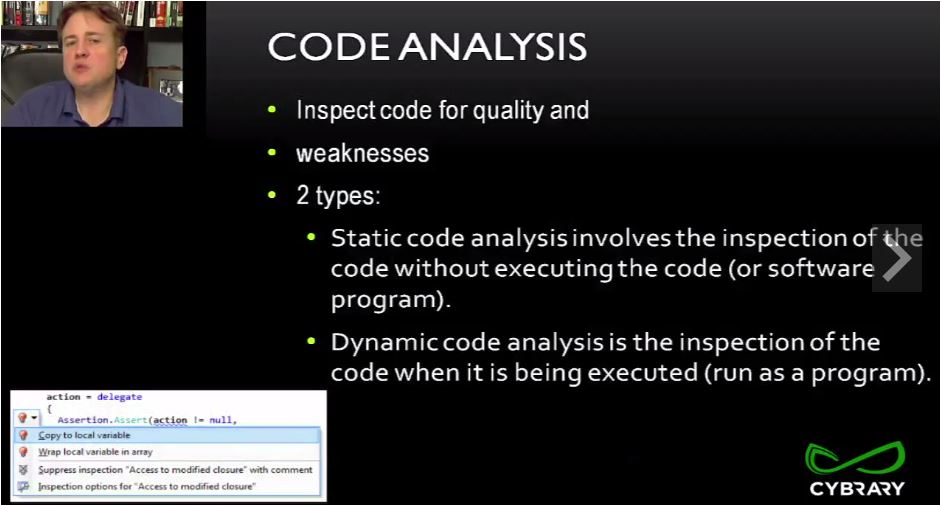 CODE ANALYSIS
Inspect code for quality and
weaknesses
2 types:
Static code analysis involves the inspection of the
code without executing the code (or software
program).
Dynamic code analysis is the inspection of the
code when it is being executed (run as a program).
action = delegate
{
Assertion.Assert(action != null,
Copy to local variable
Wrap local variable in array
Suppress inspection "Access to modified closure" with comment
Inspection options for "Access to modified closure"
CYBRARY